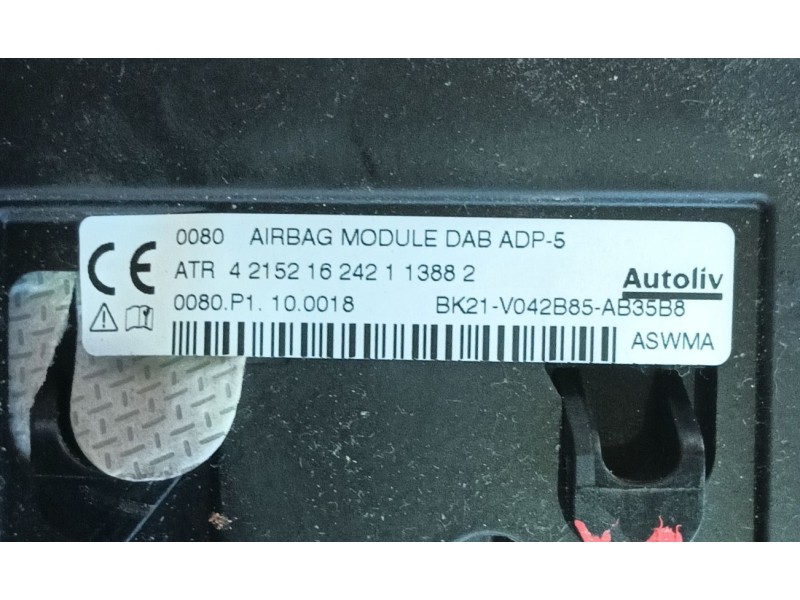 CE 0080 AIRBAG MODULE DAB ADP-5
ATR 4 2152 16 242 1 1388 2 Autoliv
0080.P1. 10.0018 BK21-V042B85-AB35B8
ASWMA